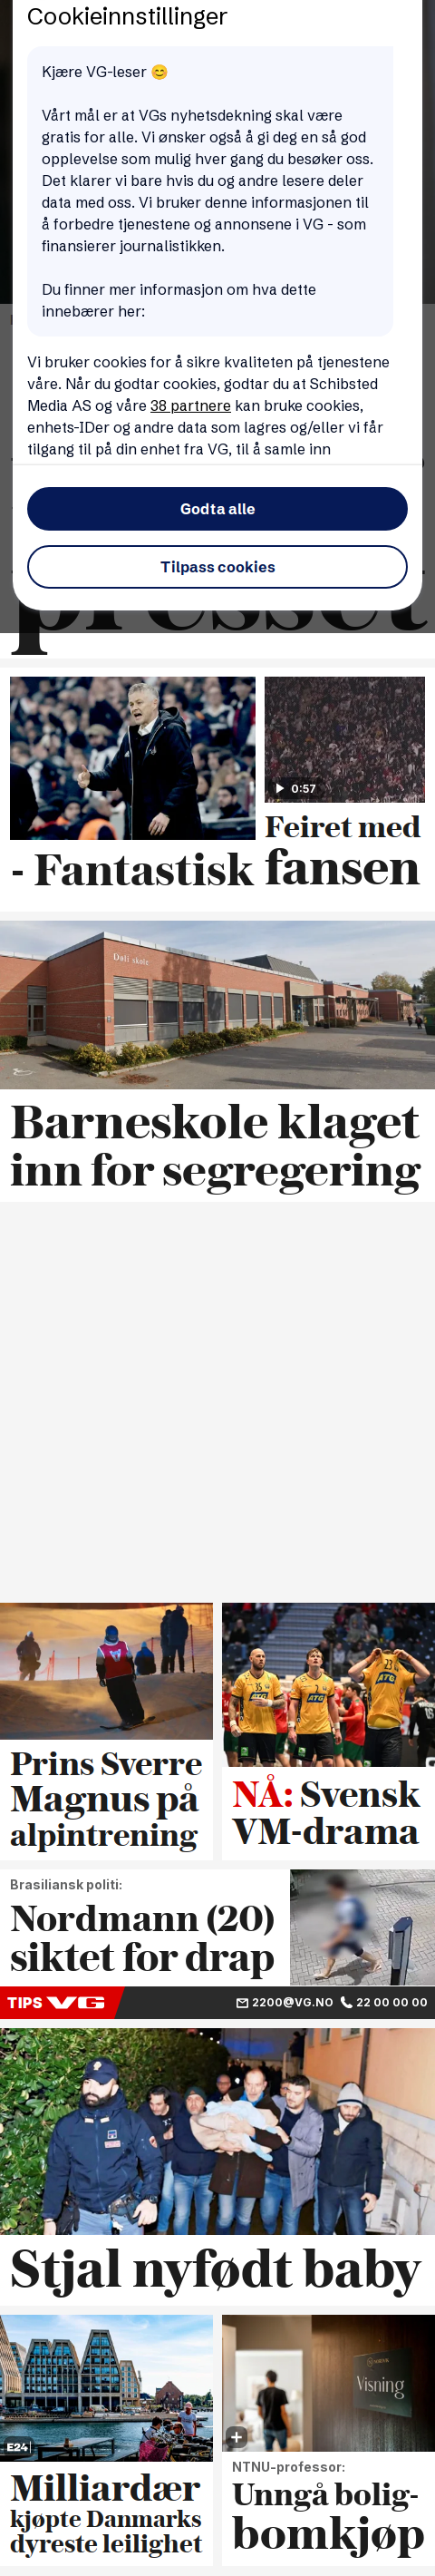 Cookieinnstillinger
Kjære VG-leser 😊
Vårt mål er at VGs nyhetsdekning skal være
gratis for alle. Vi ønsker også å gi deg en så god
opplevelse som mulig hver gang du besøker oss.
Det klarer vi bare hvis du og andre lesere deler
data med oss. Vi bruker denne informasjonen til
å forbedre tjenestene og annonsene i VG - som
finansierer journalistikken.
Du finner mer informasjon om hva dette
innebærer her:
Vi bruker cookies for å sikre kvaliteten på tjenestene
våre. Når du godtar cookies, godtar du at Schibsted
Media AS og våre 38 partnere kan bruke cookies,
enhets-IDer og andre data som lagres og/eller vi får
tilgang til på din enhet fra VG, til å samle inn
Godta alle
Tilpass cookies
presset
0:57
- Fantastisk
Feiret med
fansen
Døli skole
Barneskole klaget
inn for segregering
Prins Sverre
Magnus på
alpintrening
35
23
ATG
ATG
NÅ: Svensk
VM-drama
Brasiliansk politi:
Nordmann (20)
siktet for drap
TIPS VG
2200@VG.NO
22 00 00 00
Stjal nyfødt baby
E24
Milliardær
kjøpte Danmarks
dyreste leilighet
Visning
NTNU-professor:
Unngå bolig-
bomkjøp